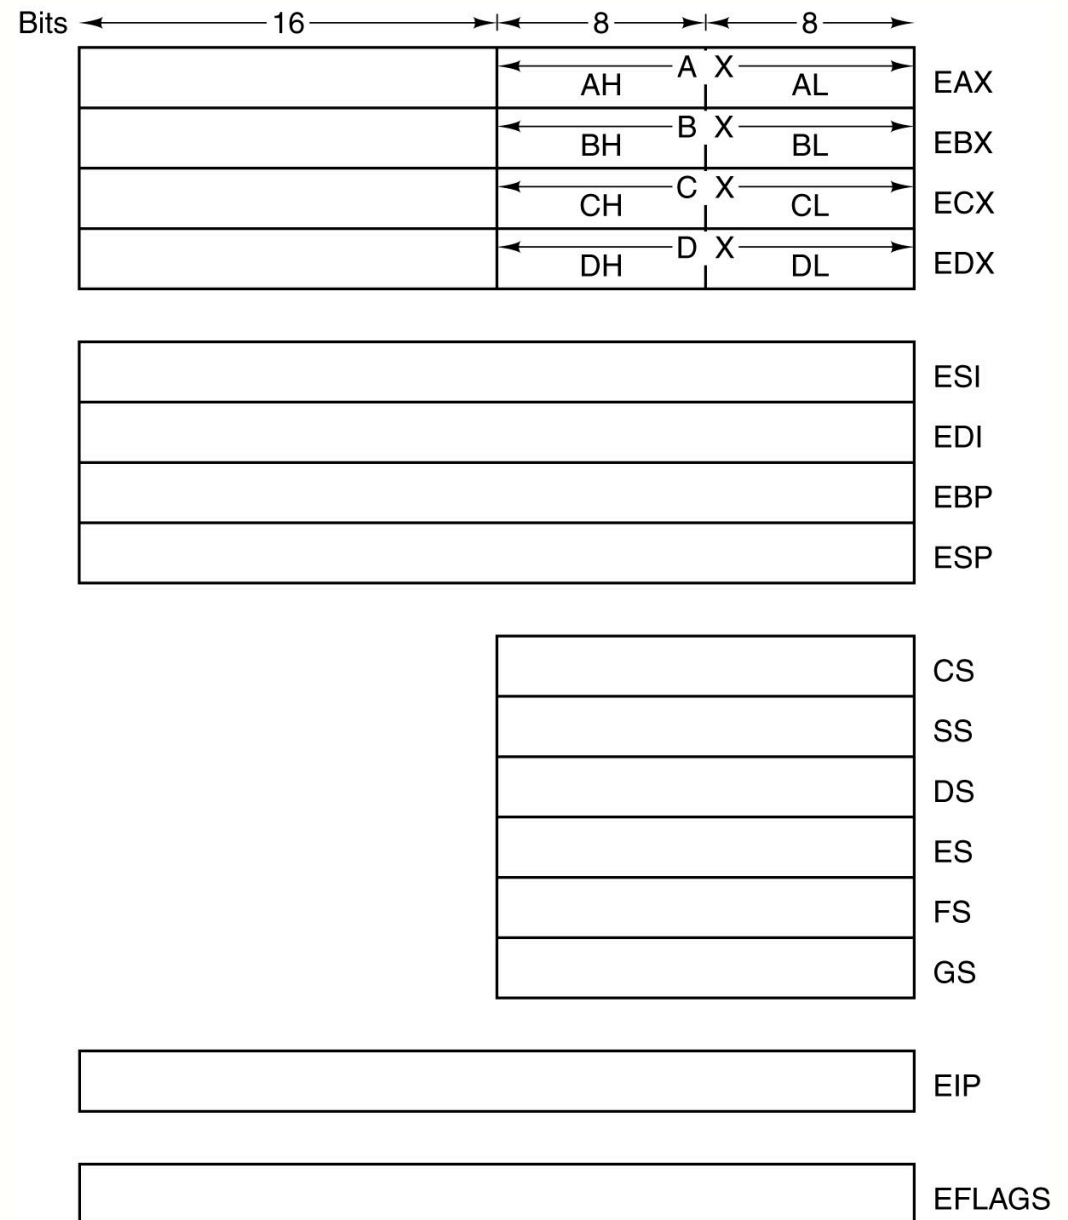 Bits 16 8 8
A X
AH AL EAX
B X
BH BL EBX
C X
CH CL ECX
D X
DH DL EDX
ESI
EDI
EBP
ESP
CS
SS
DS
ES
FS
GS
EIP
EFLAGS